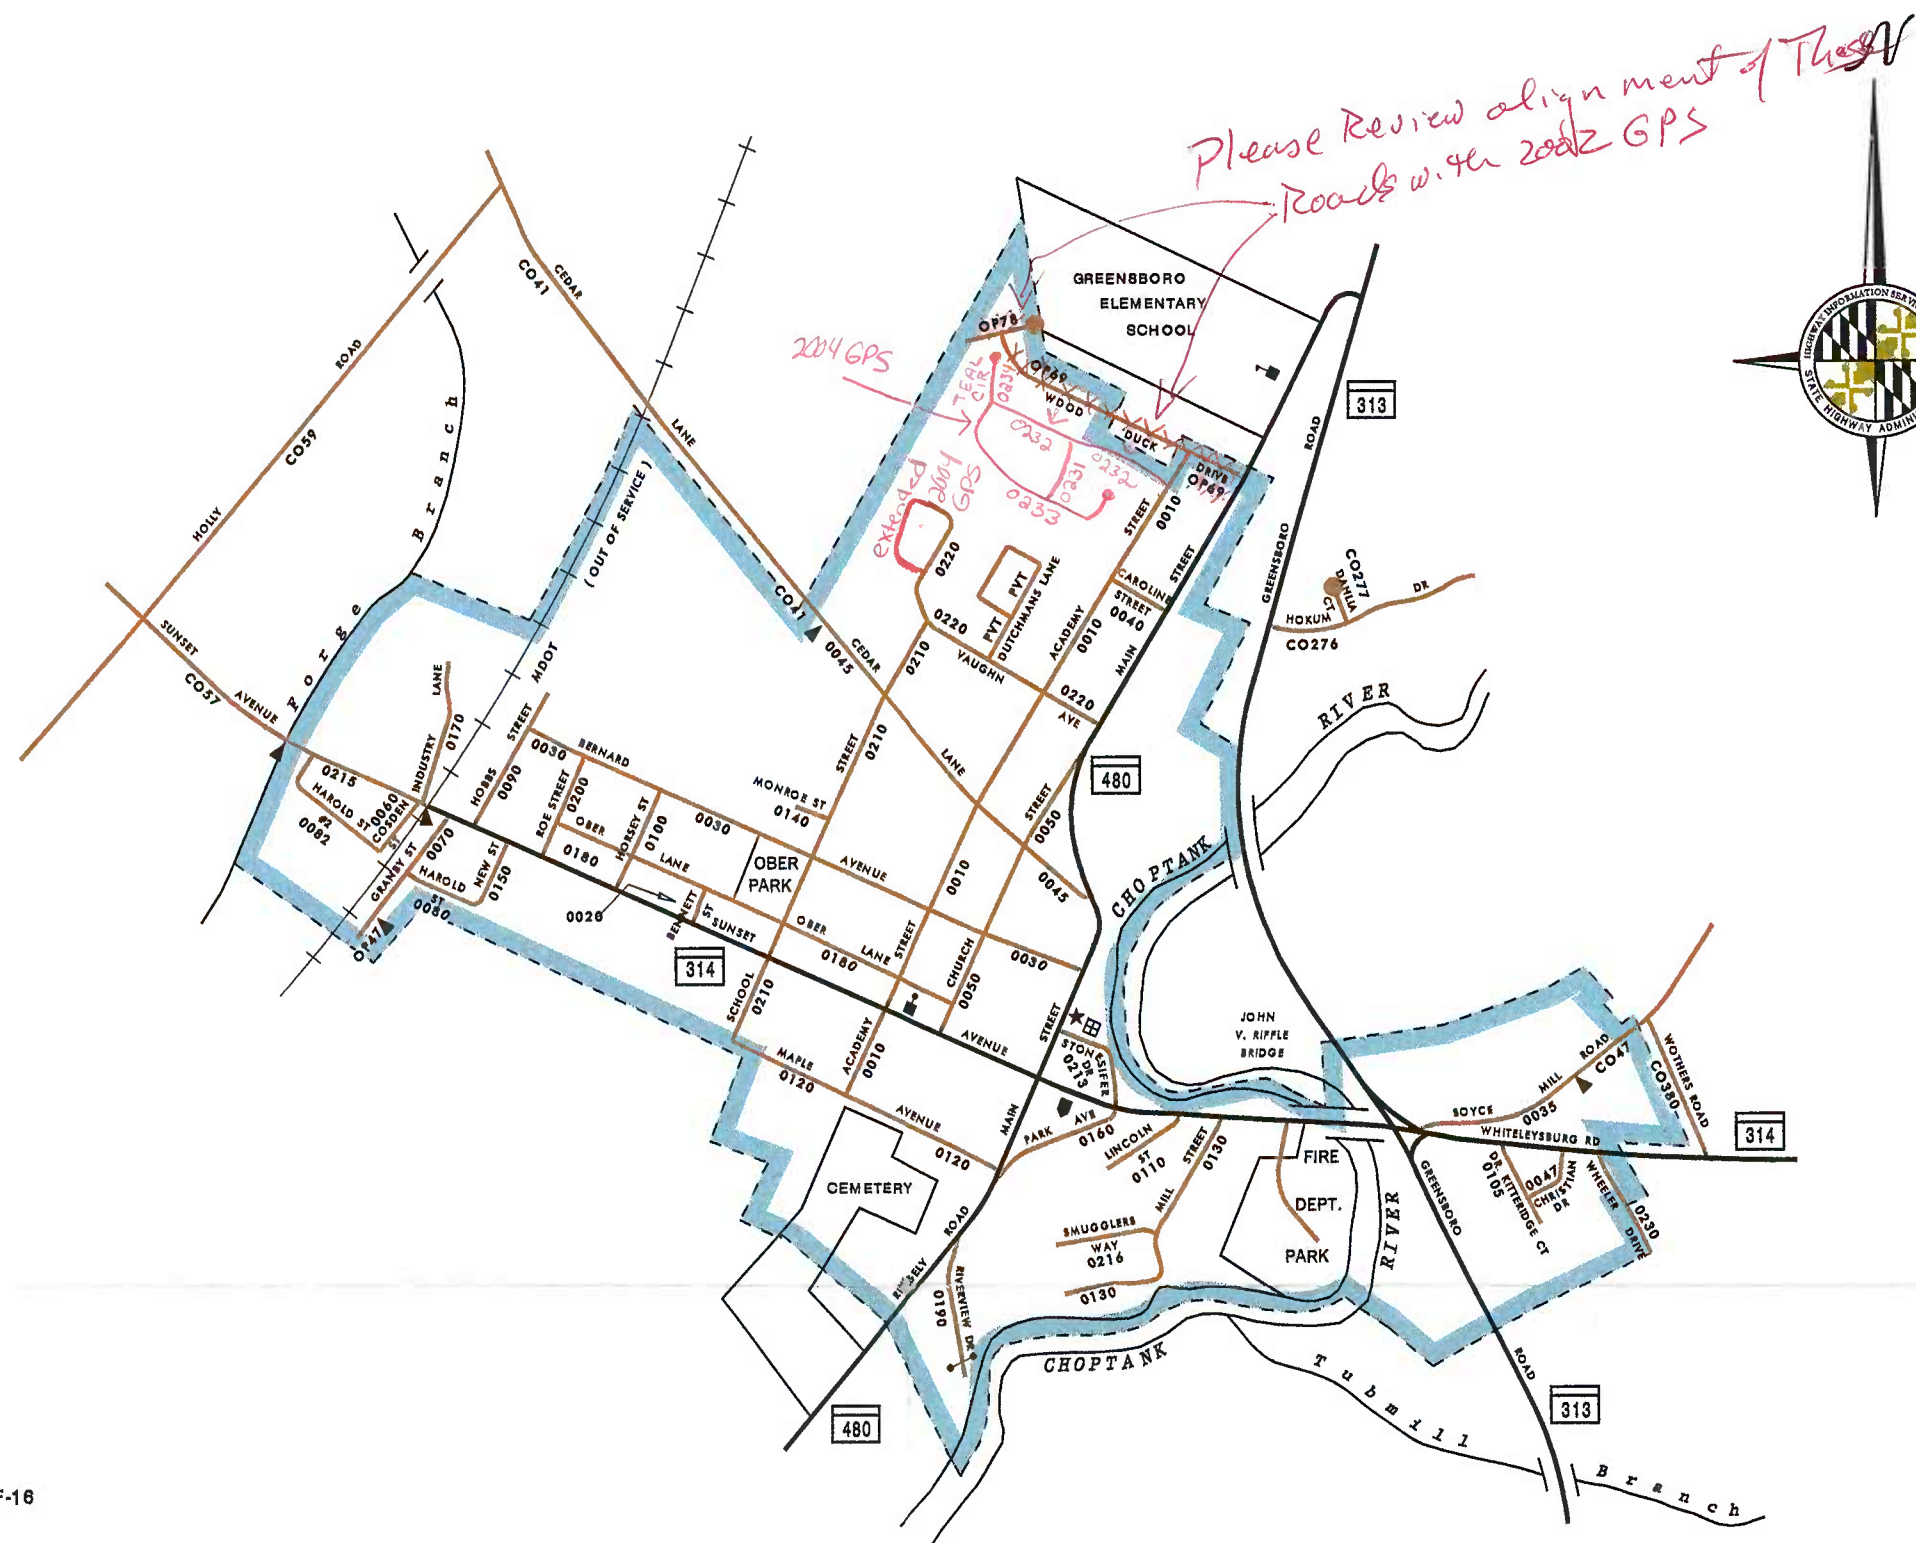 Please Review alignment of These
Roads with 2002 GPS
N
HIGHWAY INFORMATION SERVI
STATE HIGHWAY ADMINI
GREENSBORO
ELEMENTARY
SCHOOL
OP78
2004 GPS
TEAL
CIR
0234
OP69
WOOD
DUCK
DRIVE
OP69
0232
0232
0231
0233
extended
2004
GPS
CO41
CEDAR
LANE
ROAD
CO59
HOLLY
Branch
Forge
(OUT OF SERVICE)
MDOT
313
ROAD
GREENSBORO
STREET
0010
CAROLINE
STREET
0040
STREET
MAIN
ACADEMY
0010
PVT
PVT
DUTCHMANS LANE
0220
0220
VAUGHN
0220
AVE
0210
CO41
0045
CEDAR
LANE
0045
CO277
DAHLIA
CT
HOKUM
DR
CO276
RIVER
SUNSET
CO57
AVENUE
0215
HAROLD ST
#2
0082
0060
COSDEN
ST
INDUSTRY
LANE
0170
HOBBS
STREET
0090
0030
BERNARD
ROE STREET
0200
OBER
0180
HORSEY ST
0100
LANE
0030
MONROE ST
0140
STREET
0210
OBER
PARK
AVENUE
0010
STREET
0050
480
CHOPTANK
GRANBY ST
0070
HAROLD
ST
0080
NEW ST
0150
OP47
0020
BENNETT
ST
SUNSET
314
OBER
LANE
0180
STREET
CHURCH
0050
0030
SCHOOL
0210
ACADEMY
0010
AVENUE
STREET
STONESIFER
DR
0213
JOHN
V. RIFFLE
BRIDGE
MAPLE
0120
AVENUE
0120
MAIN
PARK
AVE
0160
LINCOLN
ST
0110
STREET
0130
MILL
SMUGGLERS
WAY
0216
0130
CEMETERY
FIRE
DEPT.
PARK
RIVER
BOYCE
MILL
ROAD
0035
CO47
WOTHERS ROAD
CO380
WHITELEYSBURG RD
314
DR. KITTERIDGE CT
0105
0047
CHRISTIAN
DR
WHEELER
DRIVE
0230
GREENSBORO
ROAD
313
ROAD
0190
RIVERVIEW DR
480
CHOPTANK
Tubmill
Branch
F-16